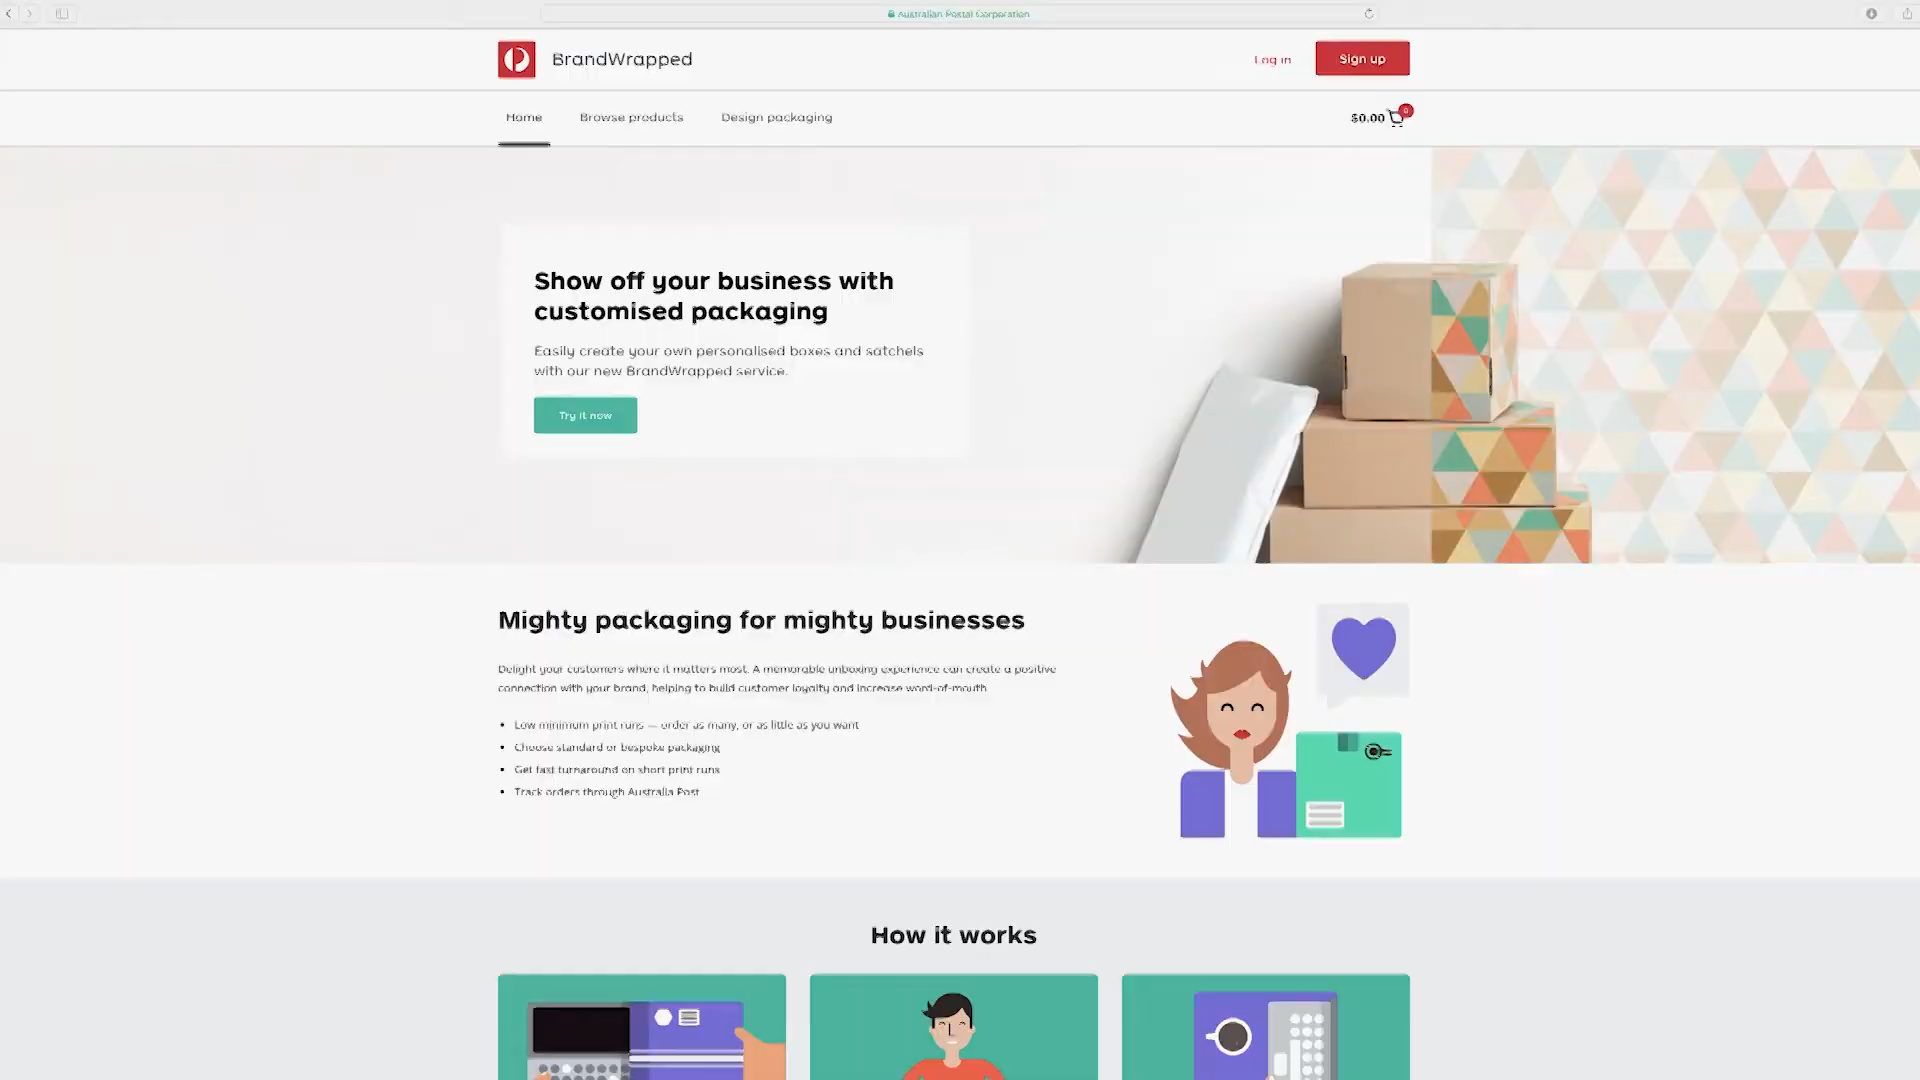 Australian Postal Corporation
BrandWrapped
Log in
Sign up
Home
Browse products
Design packaging
$0.00
0
Show off your business with
customised packaging
Easily create your own personalised boxes and satchels
with our new BrandWrapped service.
Try it now
Mighty packaging for mighty businesses
Delight your customers where it matters most. A memorable unboxing experience can create a positive
connection with your brand, helping to build customer loyalty and increase word-of-mouth.
• Low minimum print runs — order as many, or as little as you want
• Choose standard or bespoke packaging
• Get fast turnaround on short print runs
• Track orders through Australia Post
How it works